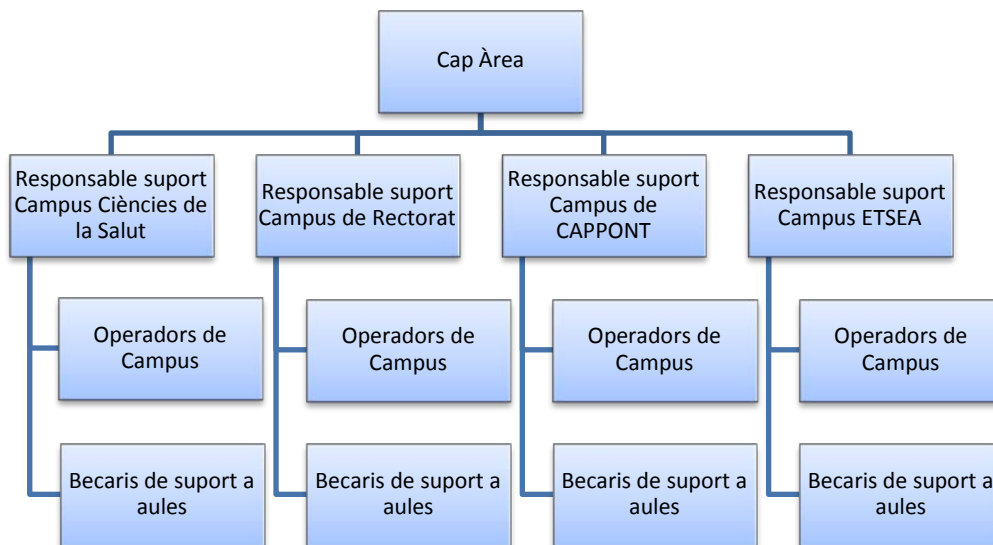 Cap Àrea
Responsable suport
Campus Ciències de
la Salut
Responsable suport
Campus de Rectorat
Responsable suport
Campus de
CAPPONT
Responsable suport
Campus ETSEA
Operadors de
Campus
Operadors de
Campus
Operadors de
Campus
Operadors de
Campus
Becaris de suport a
aules
Becaris de suport a
aules
Becaris de suport a
aules
Becaris de suport a
aules